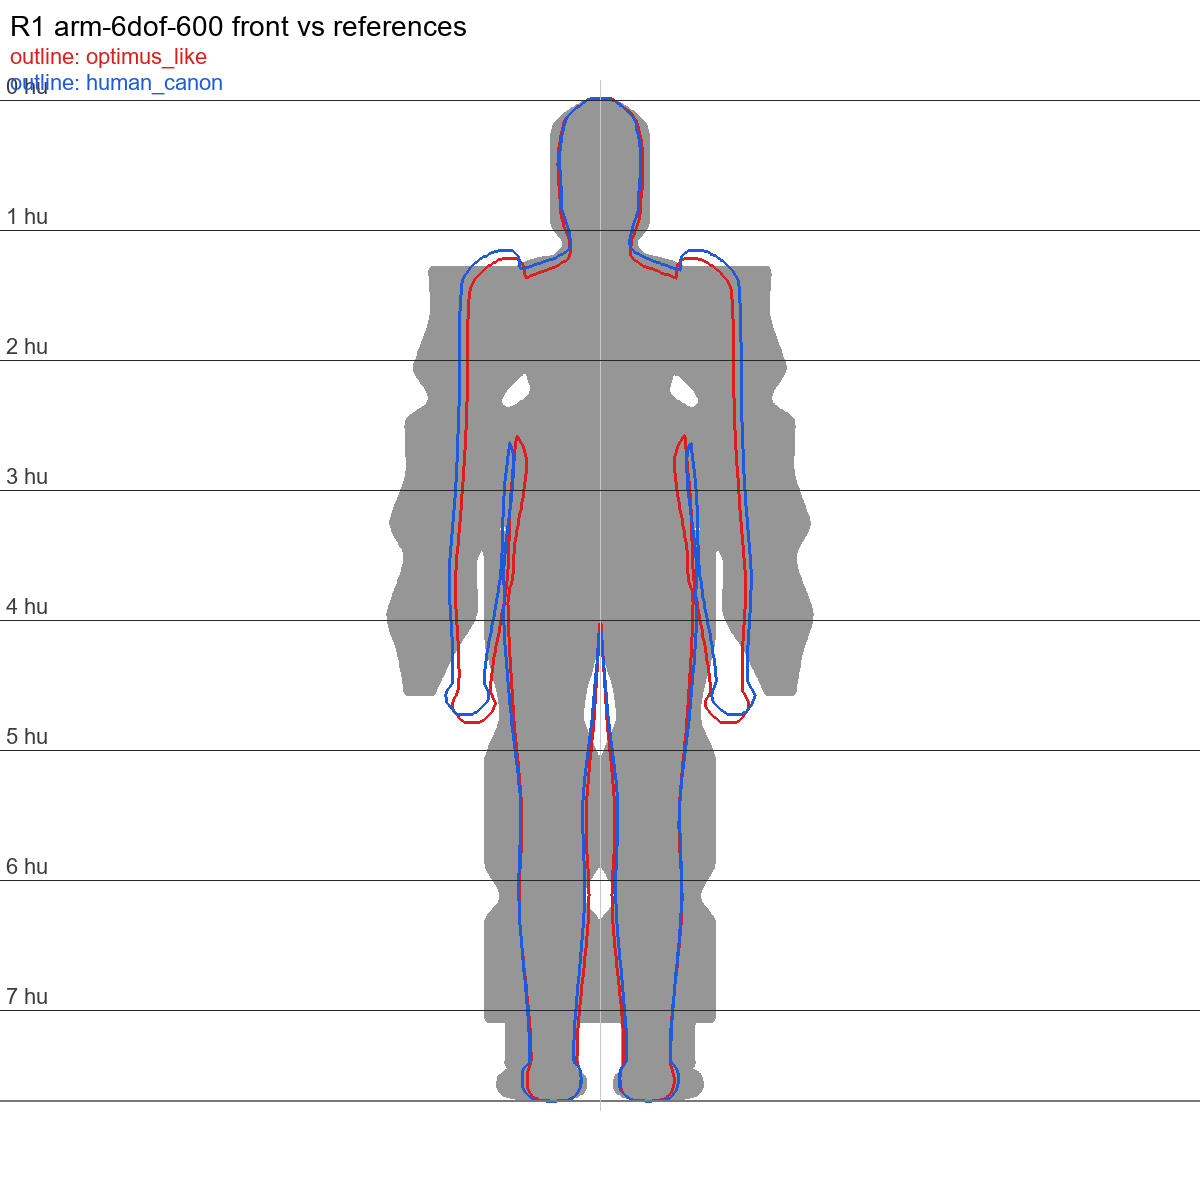 R1 arm-6dof-600 front vs references
outline: optimus_like
outline: human_canon
0 hu
1 hu
2 hu
3 hu
4 hu
5 hu
6 hu
7 hu